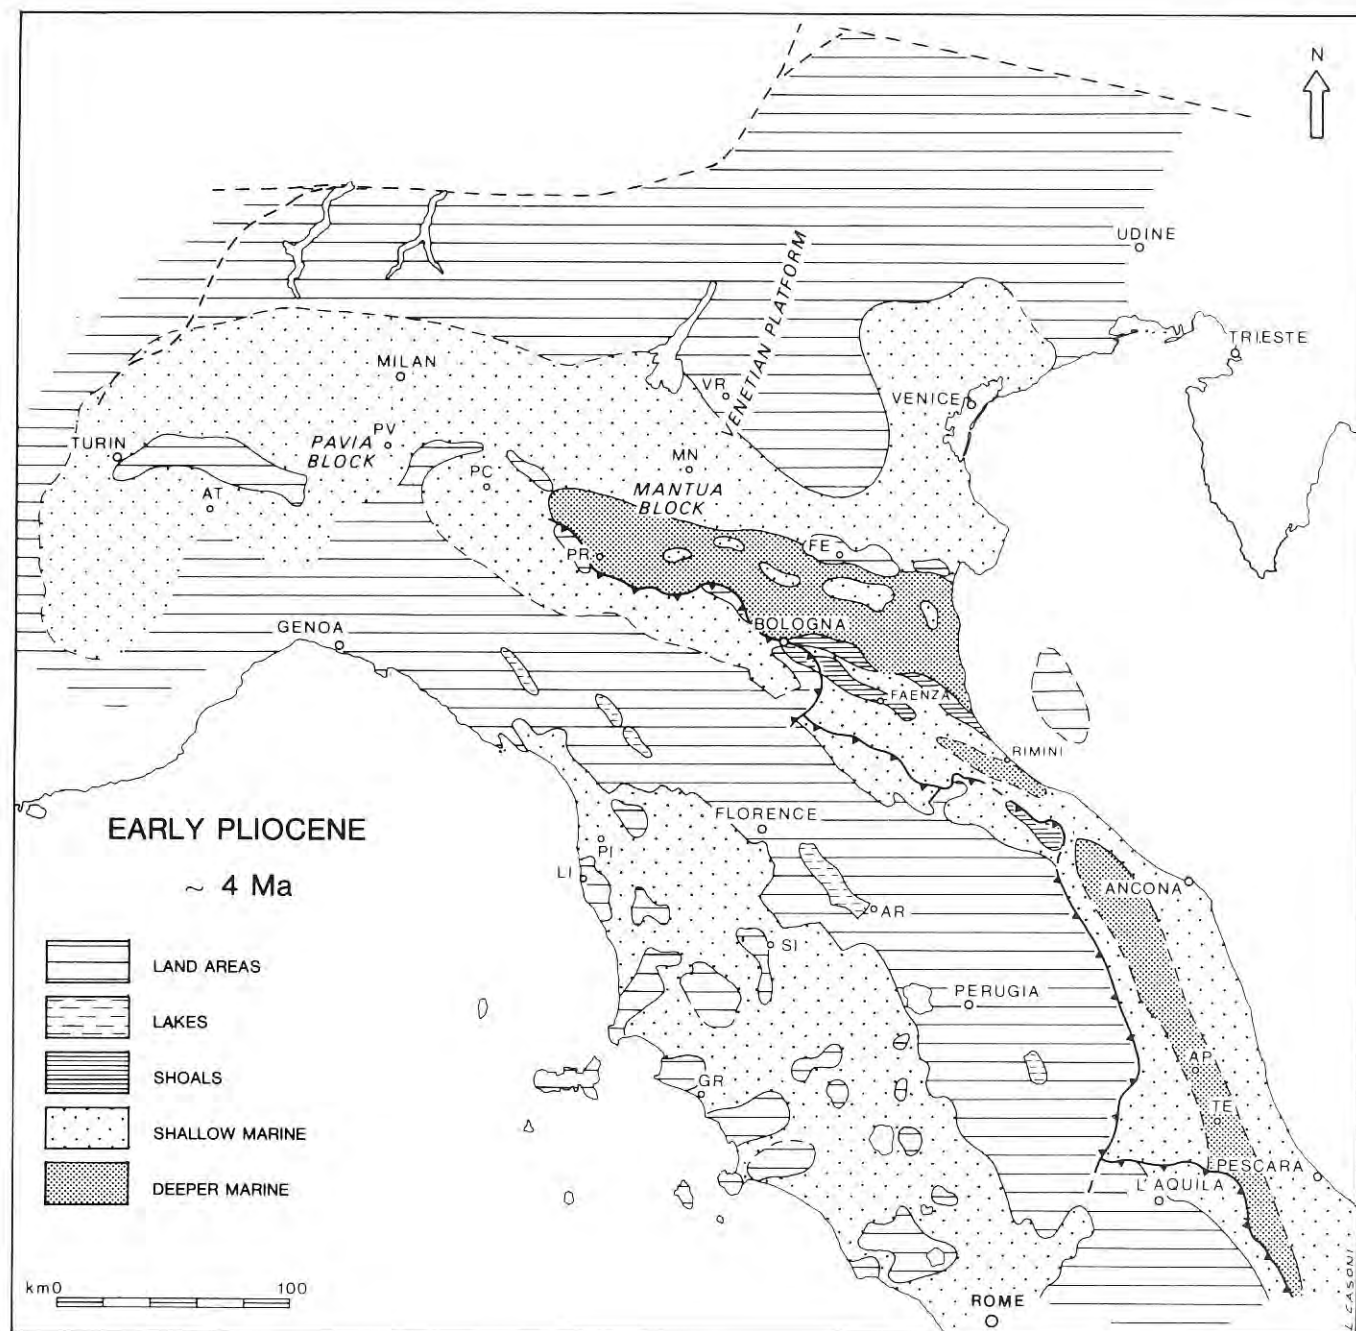 N
UDINE
TRIESTE
VENETIAN PLATFORM
MILAN
VR
VENICE
TURIN
PAVIA
BLOCK
PV
PC
MN
AT
MANTUA
BLOCK
PR
FE
GENOA
BOLOGNA
FAENZA
RIMINI
EARLY PLIOCENE
~ 4 Ma
FLORENCE
PI
LI
ANCONA
AR
SI
PERUGIA
LAND AREAS
LAKES
SHOALS
SHALLOW MARINE
DEEPER MARINE
GR
AP
TE
PESCARA
L'AQUILA
km0 100
ROME
L. CASONI